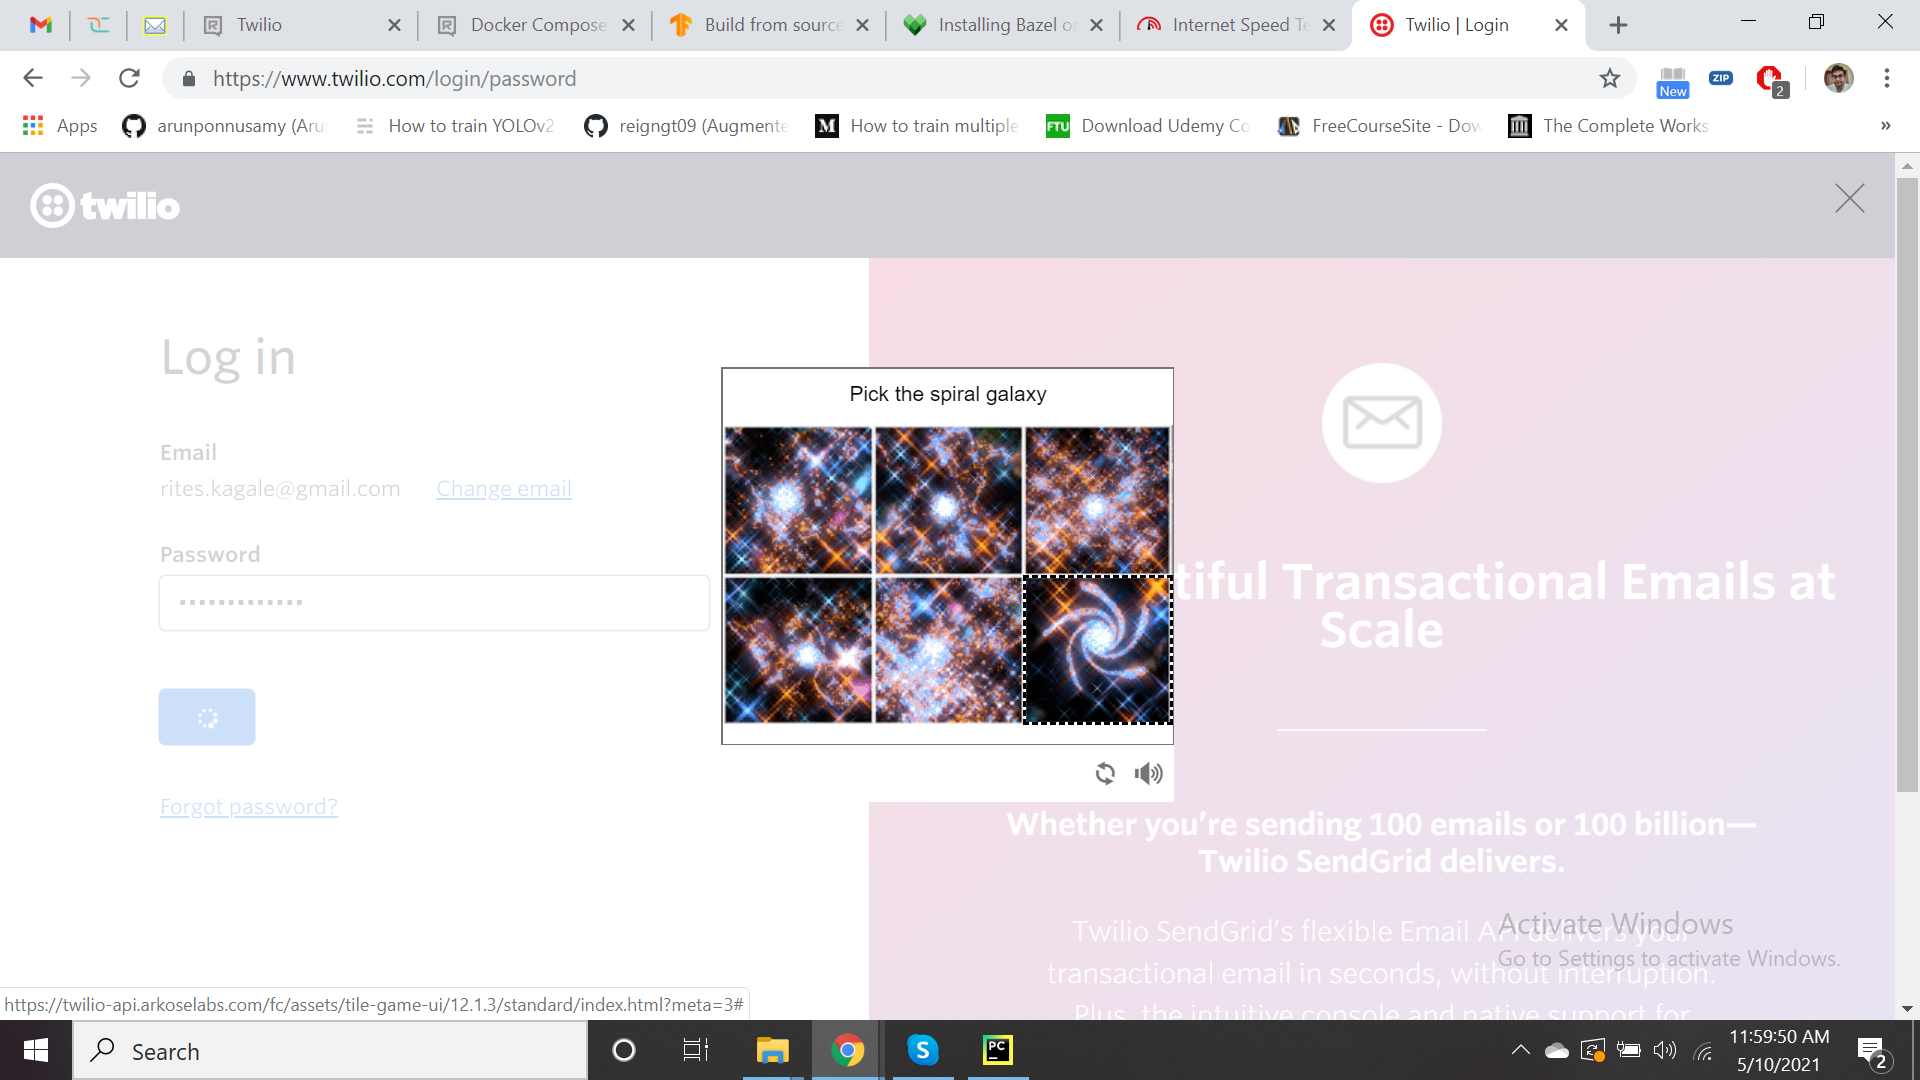 Twilio
Docker Compose
Build from source
Installing Bazel o
Internet Speed Te
Twilio | Login
https://www.twilio.com/login/password
New
ZIP
2
Apps
arunponnusamy (Aru
How to train YOLOv2
reigngt09 (Augmente
M
How to train multiple
FTU
Download Udemy Co
FreeCourseSite - Dow
The Complete Works
»
twilio
Log in
Email
rites.kagale@gmail.com
Change email
Password
Forgot password?
Pick the spiral galaxy
tiful Transactional Emails at
Scale
Whether you're sending 100 emails or 100 billion—
Twilio SendGrid delivers.
Twilio SendGrid's flexible Email API delivers your
transactional email in seconds, without interruption.
Plus, the intuitive console and native support for
Activate Windows
Go to Settings to activate Windows.
https://twilio-api.arkoselabs.com/fc/assets/tile-game-ui/12.1.3/standard/index.html?meta=3#
Search
S
PC
11:59:50 AM
5/10/2021
2